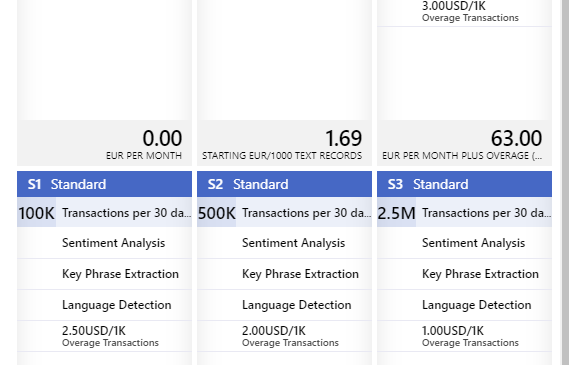 3.00USD/1K
Overage Transactions
0.00
EUR PER MONTH
1.69
STARTING EUR/1000 TEXT RECORDS
63.00
EUR PER MONTH PLUS OVERAGE (...
S1 Standard
100K Transactions per 30 da...
Sentiment Analysis
Key Phrase Extraction
Language Detection
2.50USD/1K
Overage Transactions
S2 Standard
500K Transactions per 30 da...
Sentiment Analysis
Key Phrase Extraction
Language Detection
2.00USD/1K
Overage Transactions
S3 Standard
2.5M Transactions per 30 da...
Sentiment Analysis
Key Phrase Extraction
Language Detection
1.00USD/1K
Overage Transactions